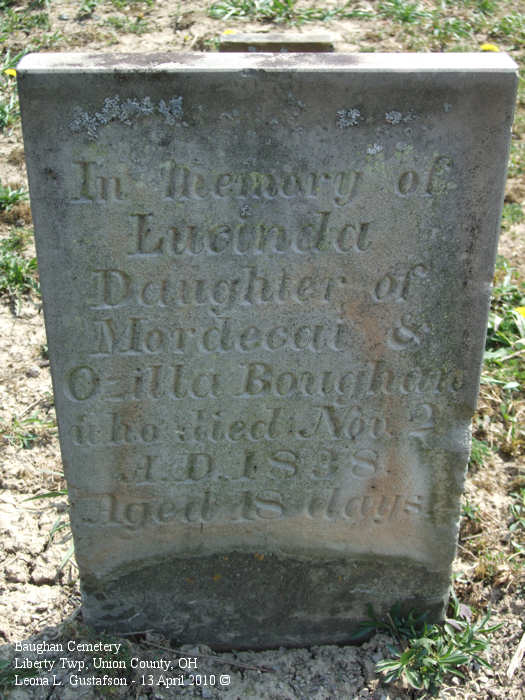 In Memory of
Lucinda
Daughter of
Mordecai &
Ozilla Boughan
who died Nov. 2
A.D. 1838
Aged 18 days.
Baughan Cemetery
Liberty Twp, Union County, OH
Leona L. Gustafson - 13 April 2010 ©